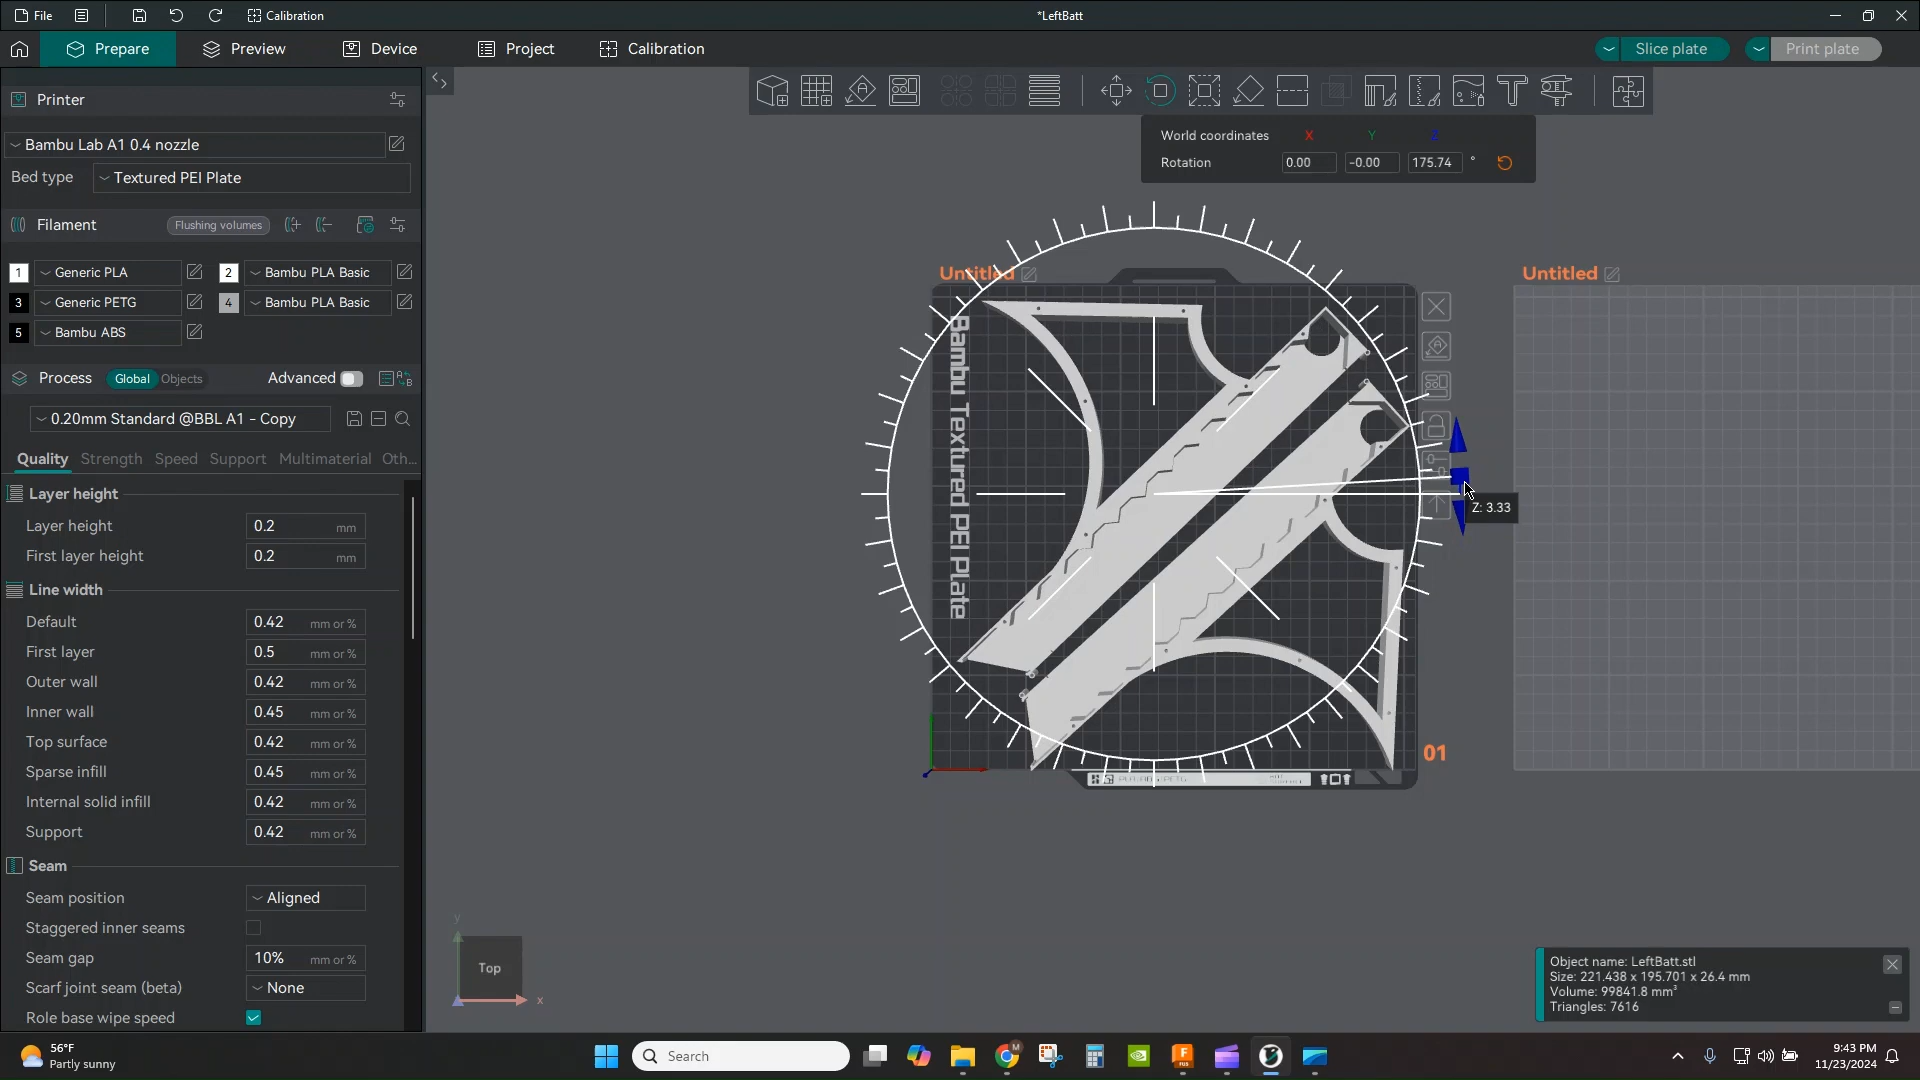 File
Calibration
*LeftBatt
Prepare
Preview
Device
Project
Calibration
Slice plate
Print plate
Printer
Bambu Lab A1 0.4 nozzle
Bed type
Textured PEI Plate
Filament
Flushing volumes
1 Generic PLA
2 Bambu PLA Basic
3 Generic PETG
4 Bambu PLA Basic
5 Bambu ABS
Process
Global
Objects
Advanced
0.20mm Standard @BBL A1 - Copy
Quality
Strength
Speed
Support
Multimaterial
Oth...
Layer height
Layer height 0.2 mm
First layer height 0.2 mm
Line width
Default 0.42 mm or %
First layer 0.5 mm or %
Outer wall 0.42 mm or %
Inner wall 0.45 mm or %
Top surface 0.42 mm or %
Sparse infill 0.45 mm or %
Internal solid infill 0.42 mm or %
Support 0.42 mm or %
Seam
Seam position Aligned
Staggered inner seams
Seam gap 10% mm or %
Scarf joint seam (beta) None
Role base wipe speed
World coordinates X Y Z
Rotation 0.00 -0.00 175.74 °
Untitled
Untitled
Bambu Textured PEI Plate
Z: 3.33
01
y
Top
x
Object name: LeftBatt.stl
Size: 221.438 x 195.701 x 26.4 mm
Volume: 99841.8 mm³
Triangles: 7616
56°F
Partly sunny
Search
9:43 PM
11/23/2024